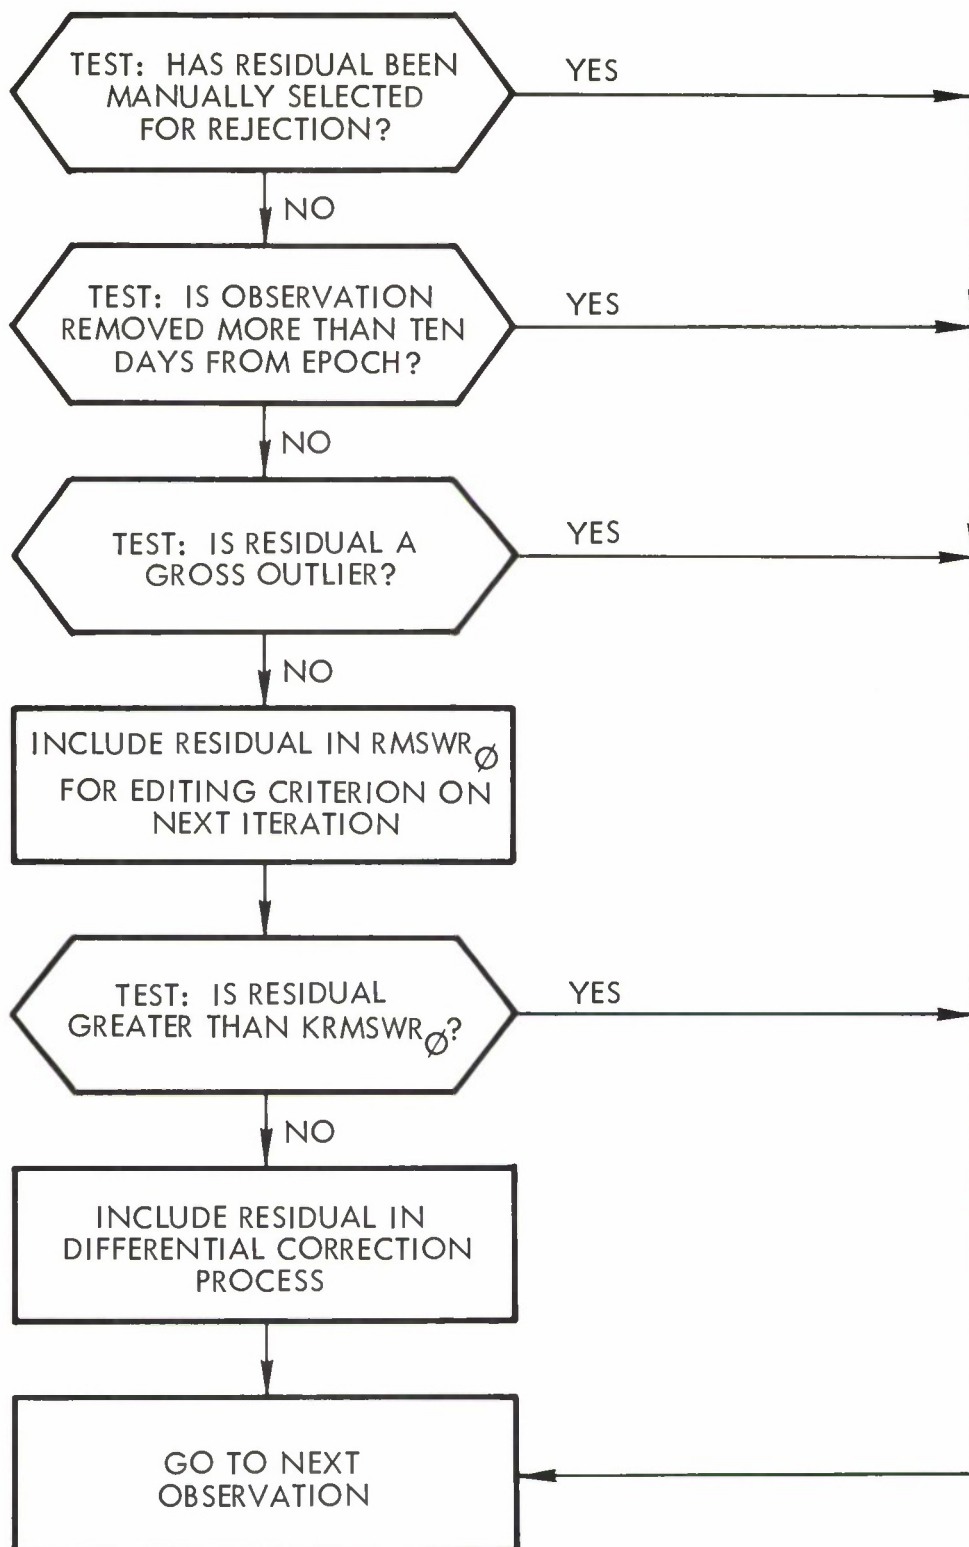 TEST: HAS RESIDUAL BEEN
MANUALLY SELECTED
FOR REJECTION?
YES
NO
TEST: IS OBSERVATION
REMOVED MORE THAN TEN
DAYS FROM EPOCH?
YES
NO
TEST: IS RESIDUAL A
GROSS OUTLIER?
YES
NO
INCLUDE RESIDUAL IN RMSWRØ
FOR EDITING CRITERION ON
NEXT ITERATION
TEST: IS RESIDUAL
GREATER THAN KRMSWRØ?
YES
NO
INCLUDE RESIDUAL IN
DIFFERENTIAL CORRECTION
PROCESS
GO TO NEXT
OBSERVATION